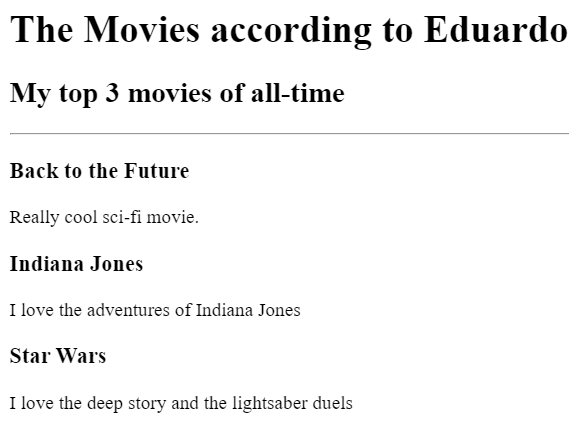 The Movies according to Eduardo
My top 3 movies of all-time
Back to the Future
Really cool sci-fi movie.
Indiana Jones
I love the adventures of Indiana Jones
Star Wars
I love the deep story and the lightsaber duels